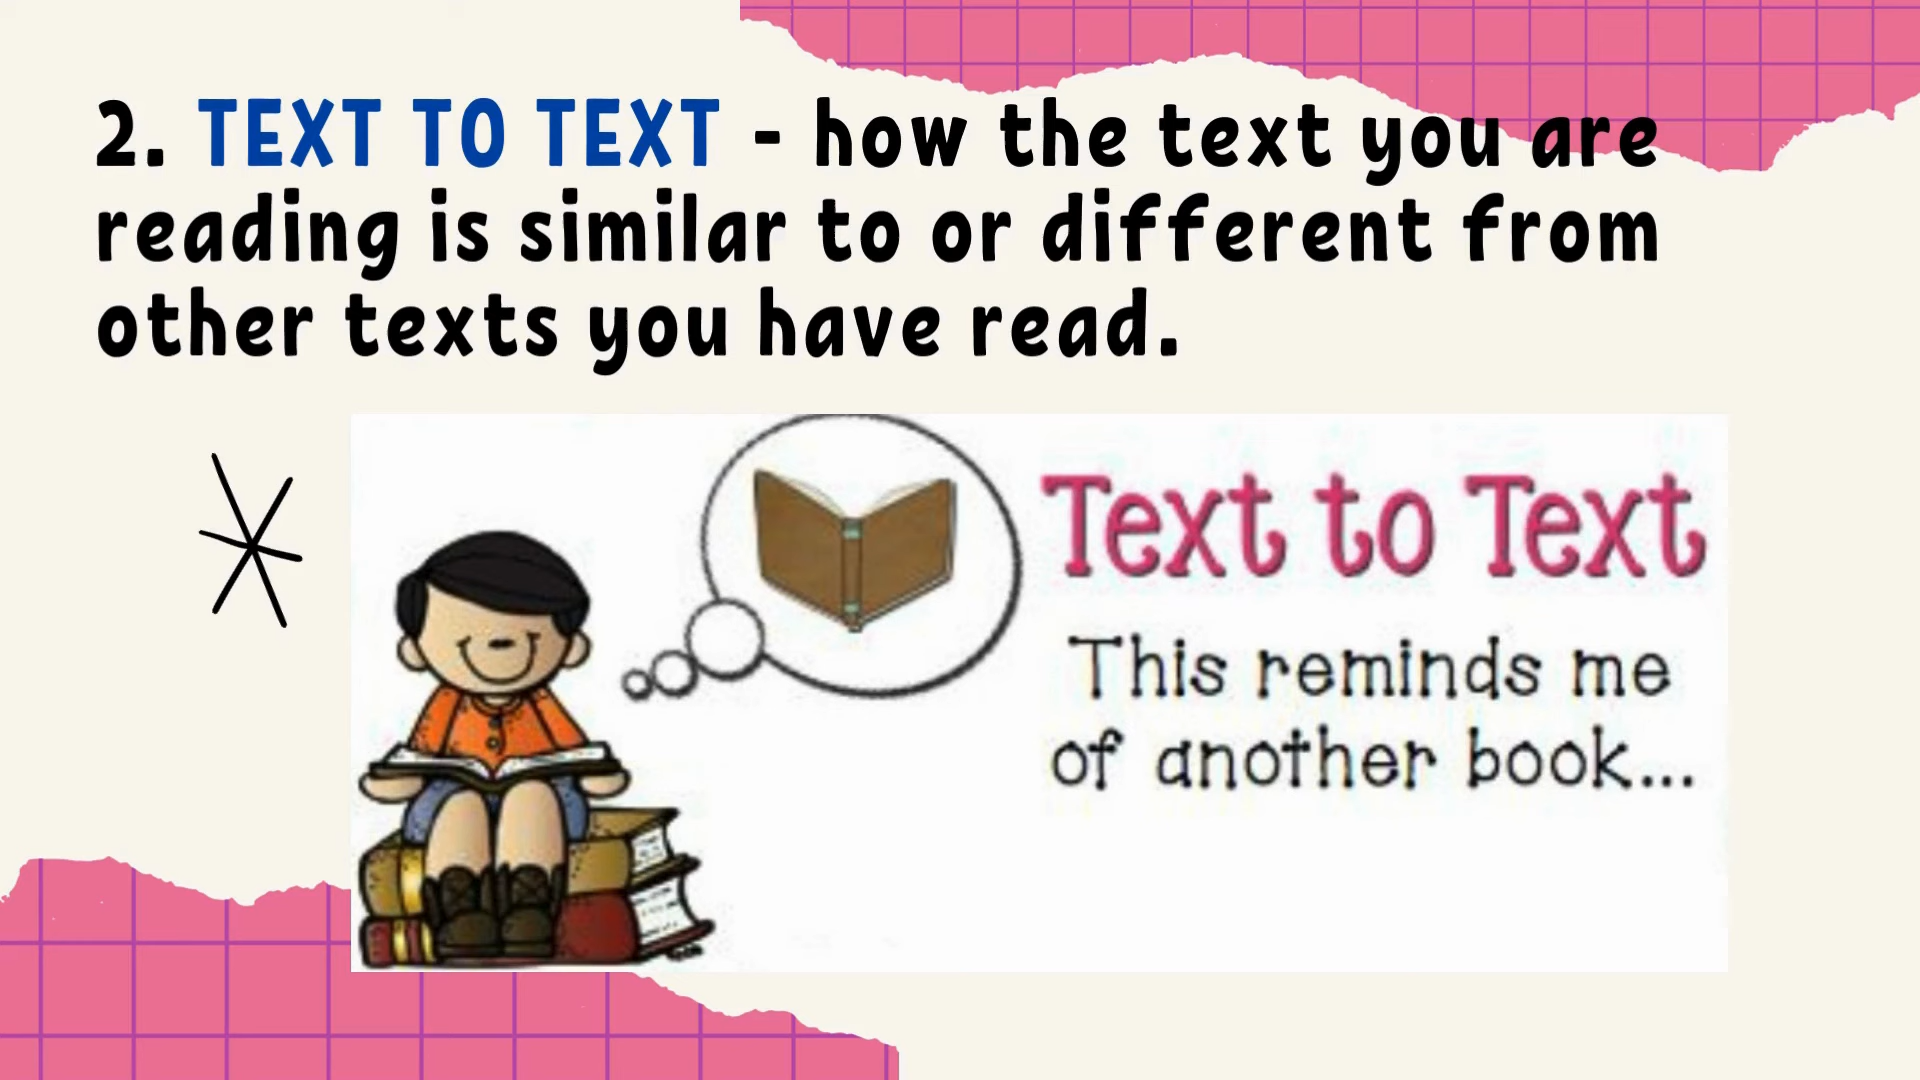 2. TEXT TO TEXT - how the text you are
reading is similar to or different from
other texts you have read.
Text to Text
This reminds me
of another book...